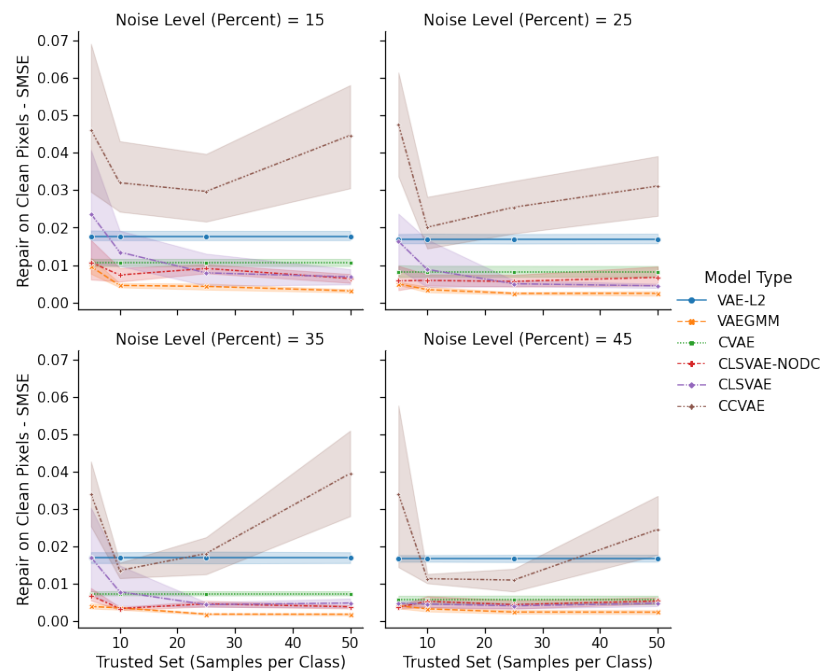 Noise Level (Percent) = 15
Noise Level (Percent) = 25
0.07
0.06
0.05
0.04
0.03
0.02
0.01
0.00
Repair on Clean Pixels - SMSE
Model Type
VAE-L2
VAEGMM
CVAE
CLSVAE-NODC
CLSVAE
CCVAE
Noise Level (Percent) = 35
Noise Level (Percent) = 45
0.07
0.06
0.05
0.04
0.03
0.02
0.01
0.00
Repair on Clean Pixels - SMSE
10 20 30 40 50
10 20 30 40 50
Trusted Set (Samples per Class)
Trusted Set (Samples per Class)